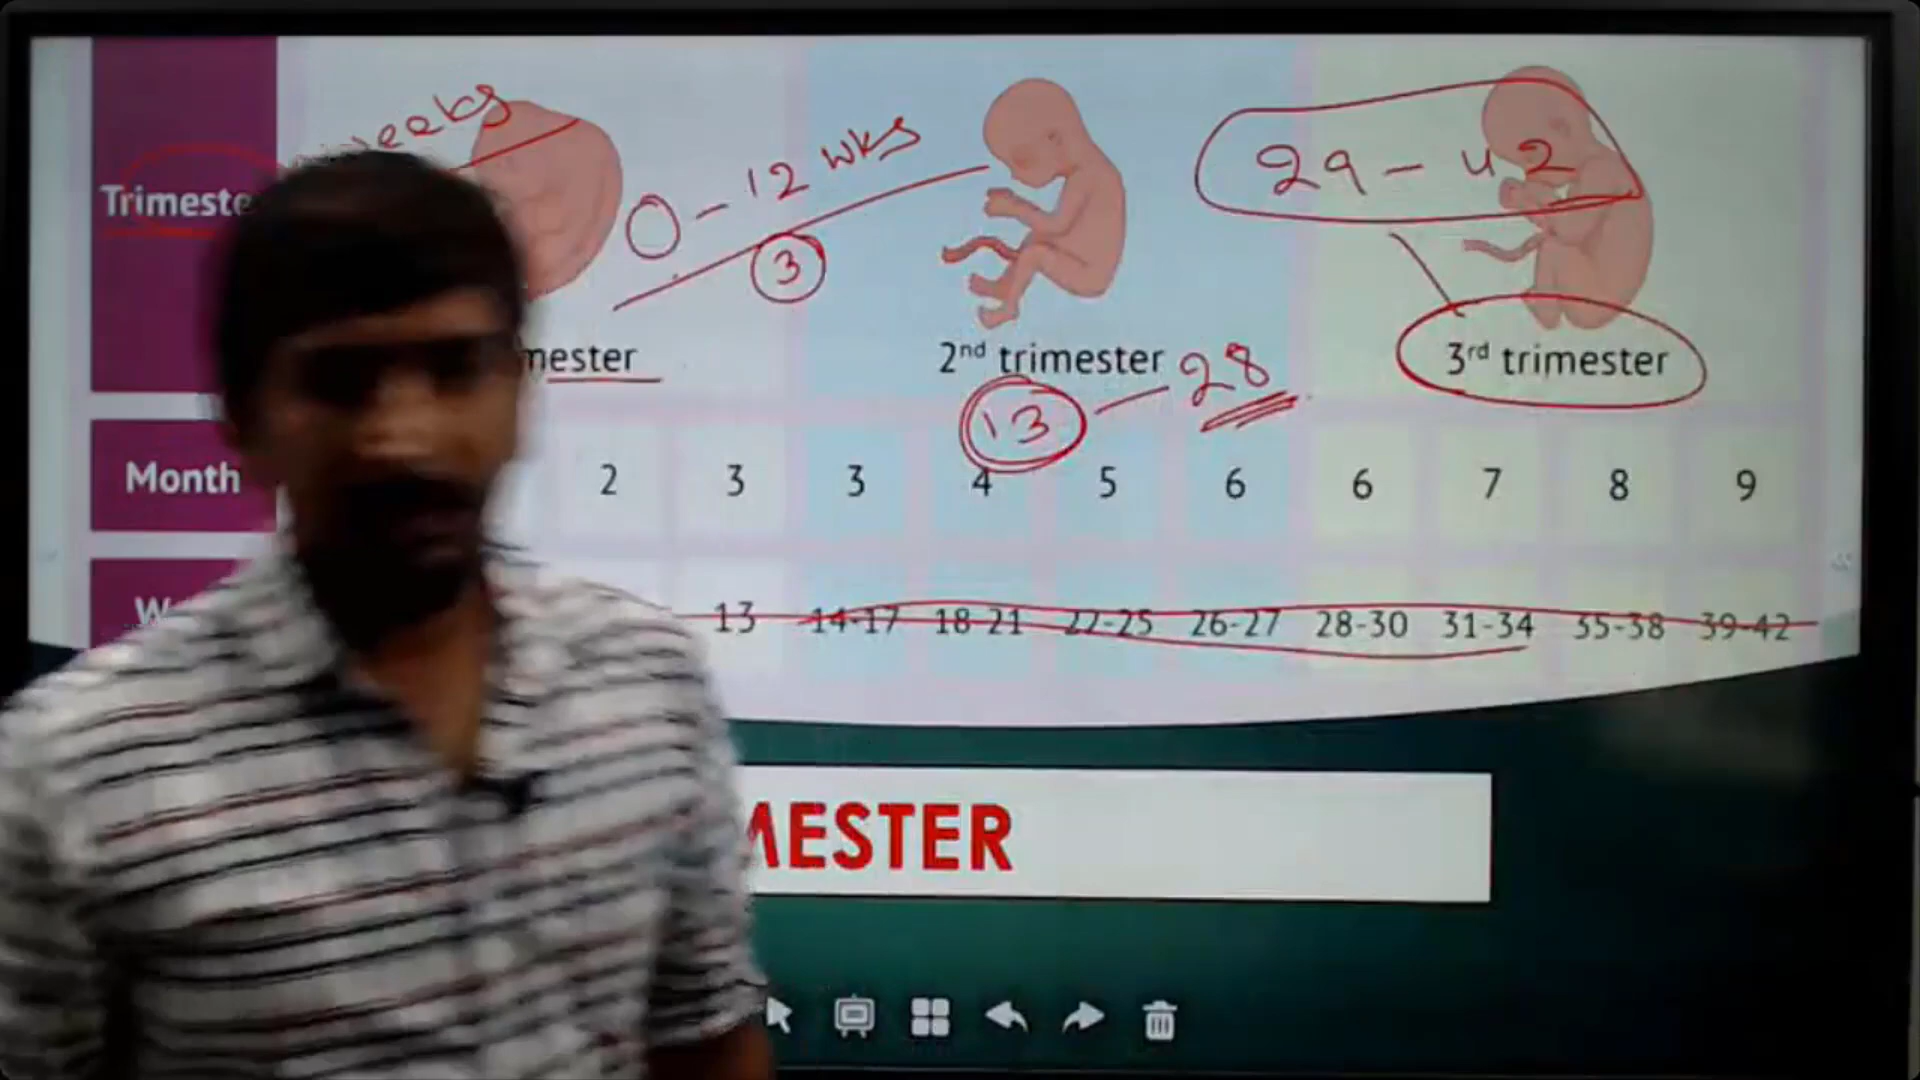 weeks
0-12 wks
29-42
Trimeste
3
mester
2nd trimester
28
3rd trimester
13
Month
2
3
3
4
5
6
6
7
8
9
W
13
14-17
18-21
22-25
26-27
28-30
31-34
35-38
39-42
MESTER